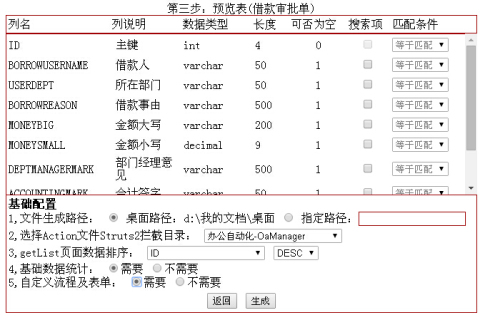 第三步：预览表(借款审批单)
列名 列说明 数据类型 长度 可否为空 搜索项 匹配条件
ID 主键 int 4 0 等于匹配
BORROWUSERNAME 借款人 varchar 50 1 等于匹配
USERDEPT 所在部门 varchar 50 1 等于匹配
BORROWREASON 借款事由 varchar 500 1 等于匹配
MONEYBIG 金额大写 varchar 200 1 等于匹配
MONEYSMALL 金额小写 decimal 9 1 等于匹配
DEPTMANAGERMARK 部门经理意见 varchar 500 1 等于匹配
ACCOUNTINGMARK 会计签字 varchar 50 1 等于匹配
基础配置
1,文件生成路径： 桌面路径：d:\我的文档\桌面 指定路径：
2,选择Action文件Struts2拦截目录： 办公自动化-OaManager
3,getList页面数据排序： ID DESC
4,基础数据统计： 需要 不需要
5,自定义流程及表单： 需要 不需要
返回 生成